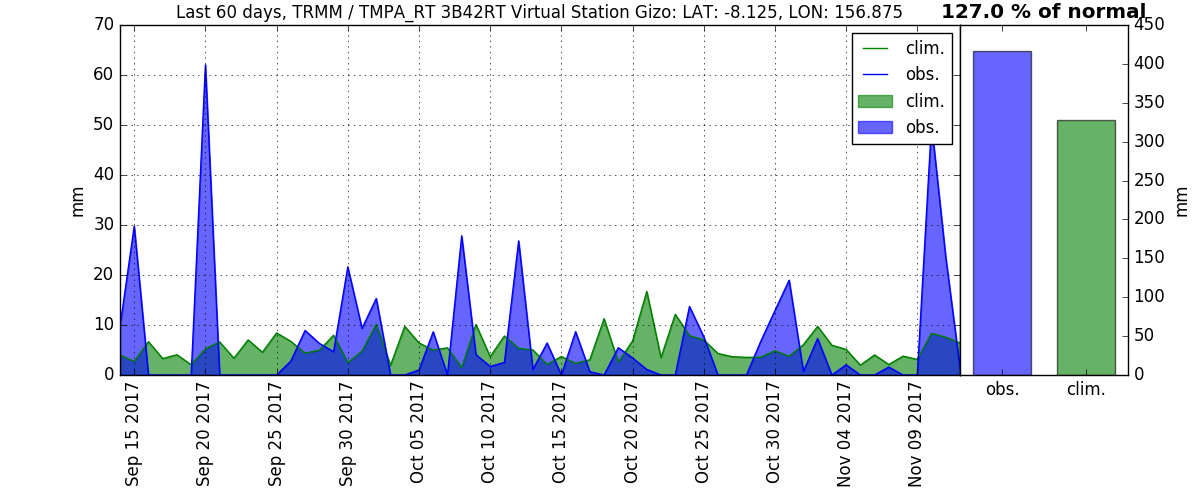 Last 60 days, TRMM / TMPA_RT 3B42RT Virtual Station Gizo: LAT: -8.125, LON: 156.875
127.0 % of normal
70
60
50
40
30
20
10
0
mm
clim.
obs.
clim.
obs.
450
400
350
300
250
200
150
100
50
0
mm
Sep 15 2017
Sep 20 2017
Sep 25 2017
Sep 30 2017
Oct 05 2017
Oct 10 2017
Oct 15 2017
Oct 20 2017
Oct 25 2017
Oct 30 2017
Nov 04 2017
Nov 09 2017
obs.
clim.